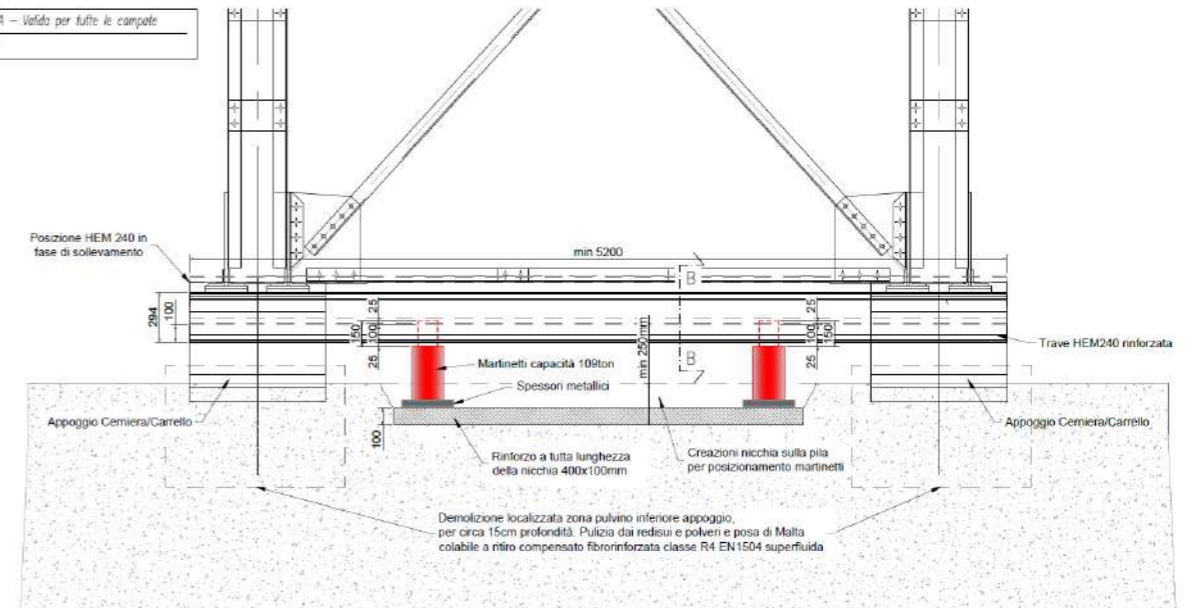 A – Valida per tutte le campate
min 5200
Posizione HEM 240 in
fase di sollevamento
B
294
100
150
25
100
25
min 250mm
B
25
100
150
25
Trave HEM240 rinforzata
Martinetti capacità 109ton
Spessori metallici
Appoggio Cerniera/Carrello
Appoggio Cerniera/Carrello
100
Rinforzo a tutta lunghezza
della nicchia 400x100mm
Creazioni nicchia sulla pila
per posizionamento martinetti
Demolizione localizzata zona pulvino inferiore appoggio,
per circa 15cm profondità. Pulizia dai redisui e polveri e posa di Malta
colabile a ritiro compensato fibrorinforzata classe R4 EN1504 superfluida